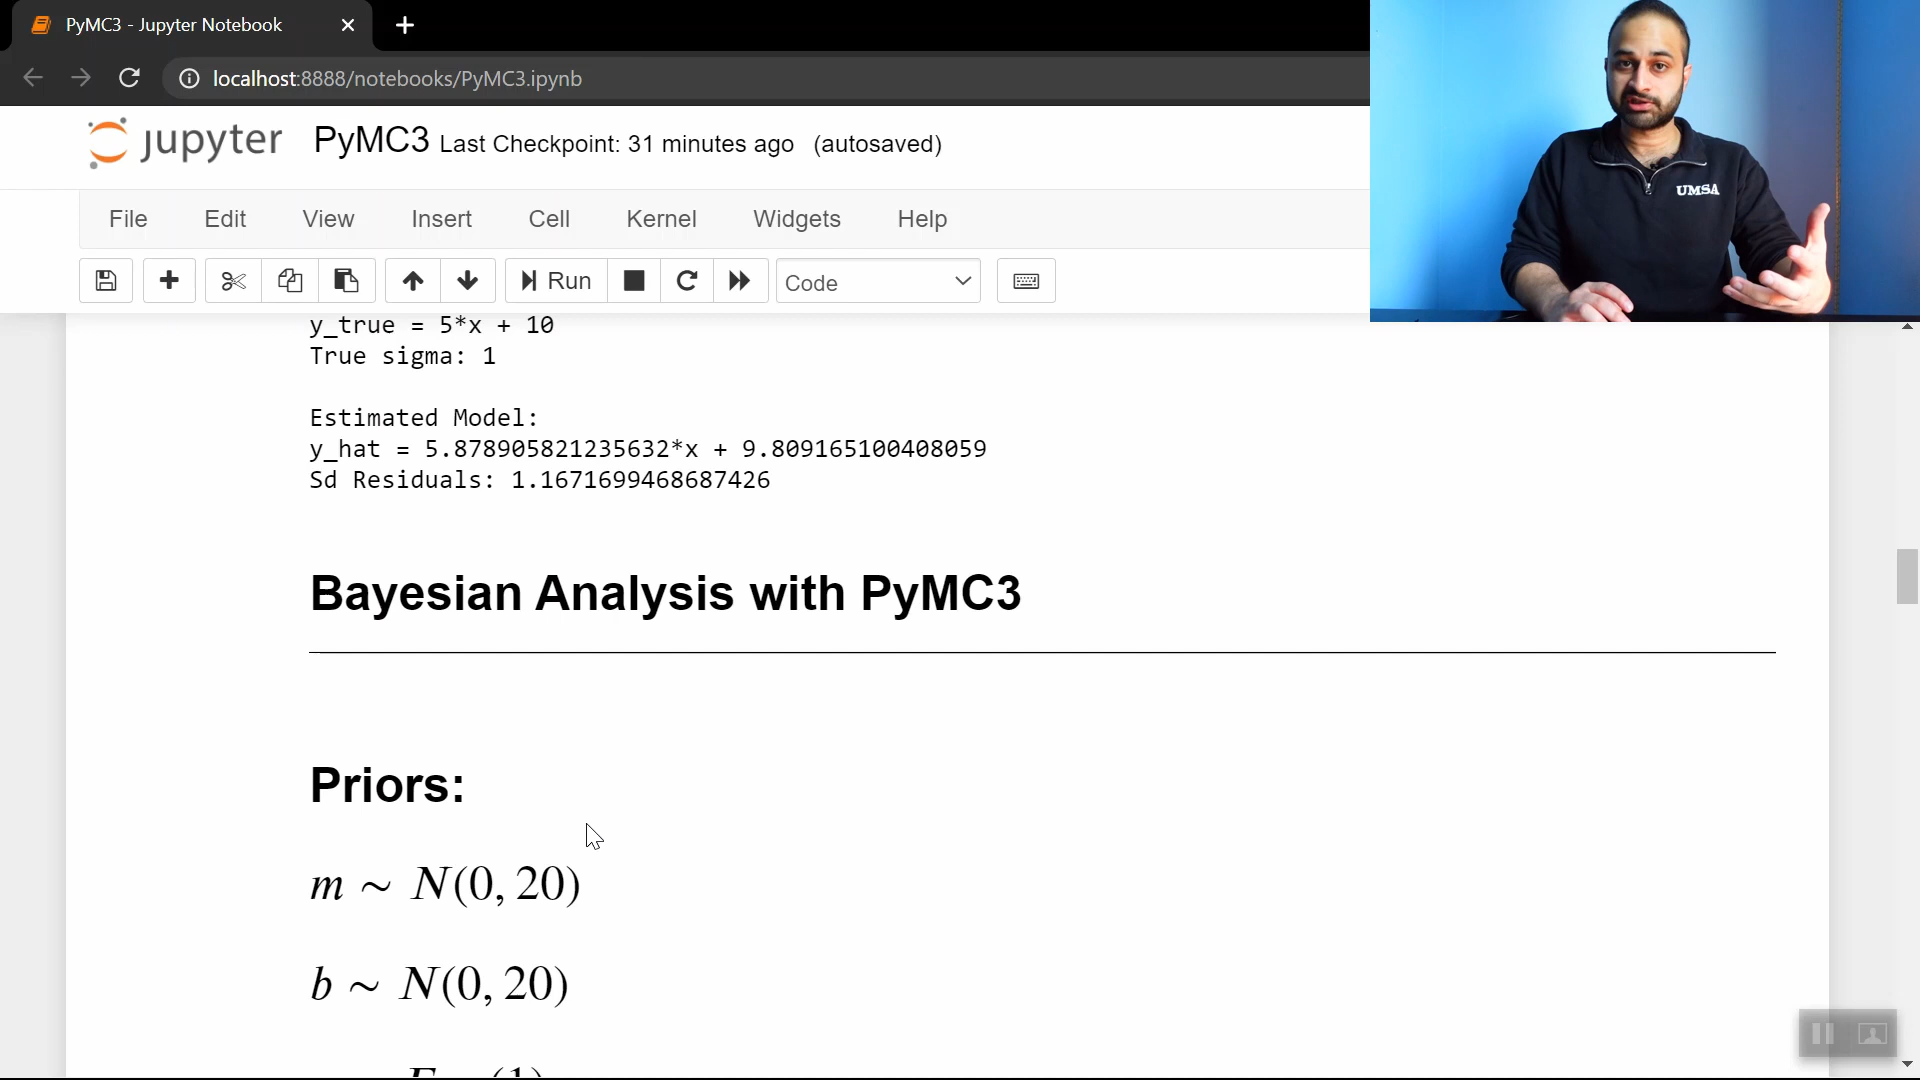 PyMC3 - Jupyter Notebook
localhost:8888/notebooks/PyMC3.ipynb
jupyter PyMC3 Last Checkpoint: 31 minutes ago (autosaved)
UMSA
File Edit View Insert Cell Kernel Widgets Help
Run Code
y_true = 5*x + 10
True sigma: 1
Estimated Model:
y_hat = 5.878905821235632*x + 9.809165100408059
Sd Residuals: 1.1671699468687426
Bayesian Analysis with PyMC3
Priors:
m ∼ N(0, 20)
b ∼ N(0, 20)